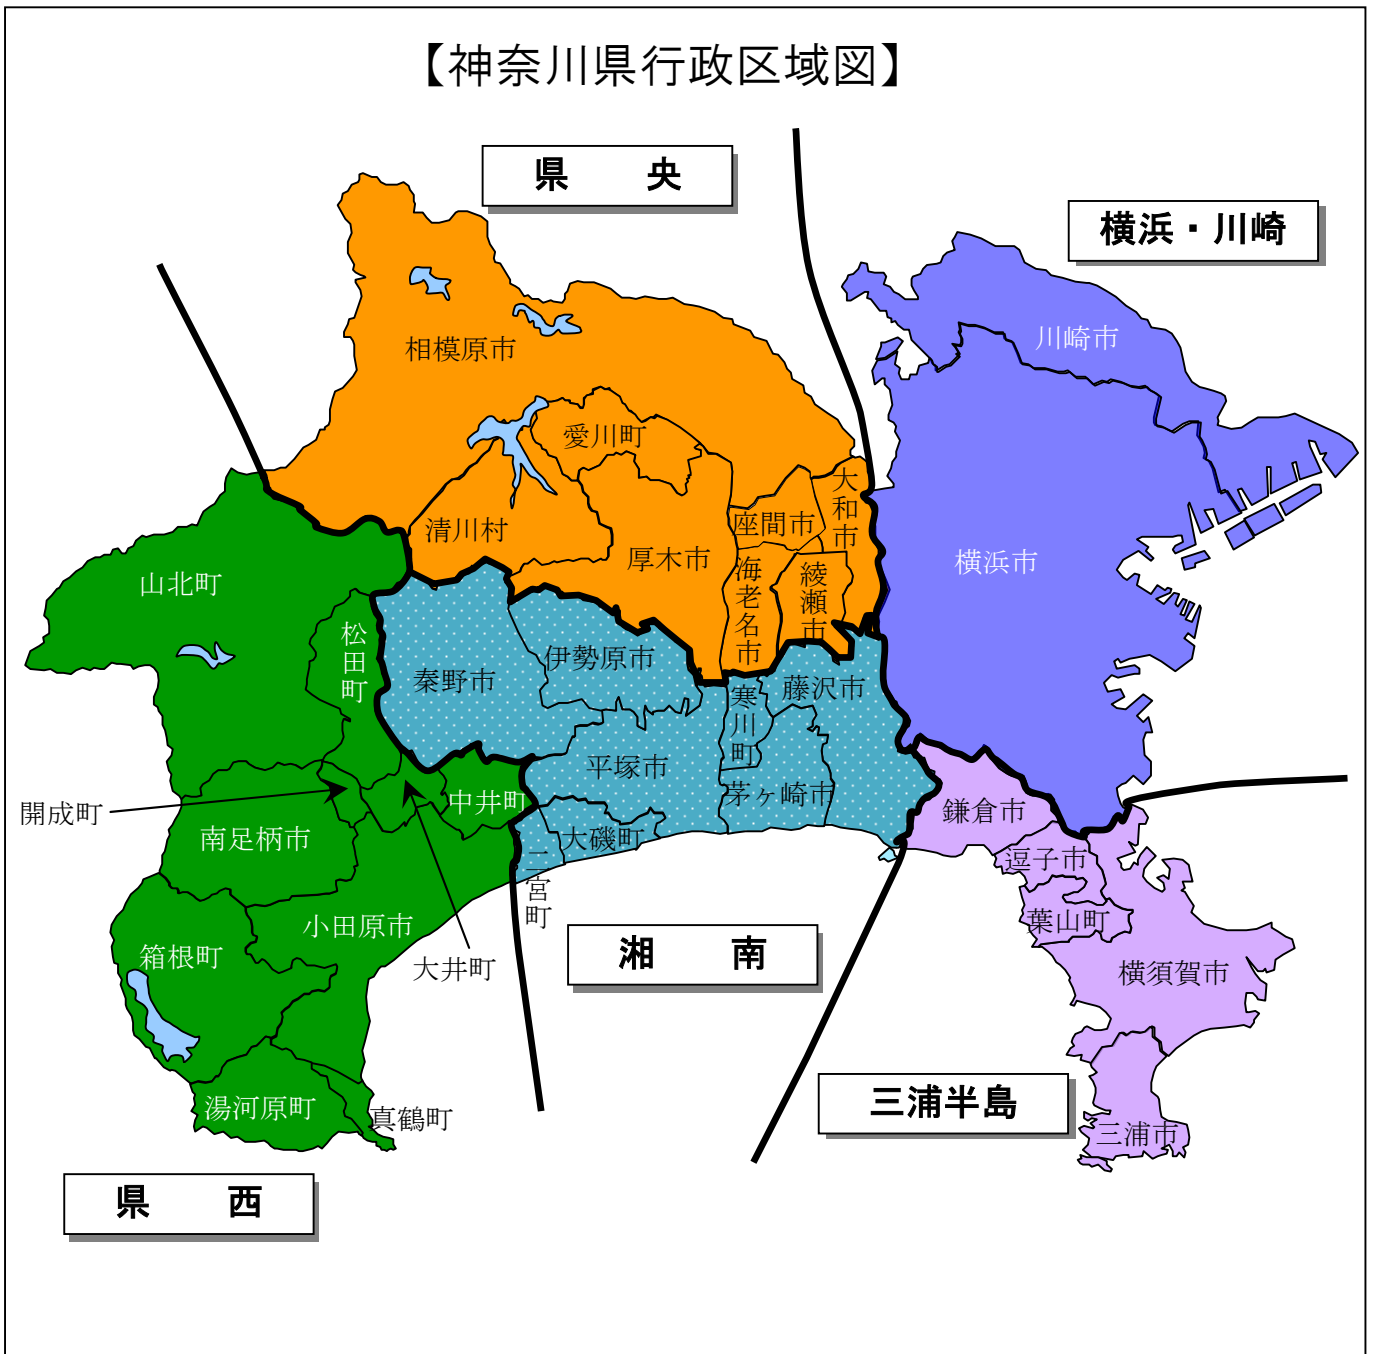 【神奈川県行政区域図】
県　央
横浜・川崎
川崎市
相模原市
愛川町
大和市
座間市
清川村
厚木市
海老名市
綾瀬市
横浜市
山北町
松田町
秦野市
伊勢原市
寒川町
藤沢市
平塚市
茅ヶ崎市
中井町
開成町
南足柄市
大磯町
二宮町
鎌倉市
逗子市
葉山町
小田原市
箱根町
大井町
湘　南
横須賀市
三浦半島
湯河原町
真鶴町
三浦市
県　西